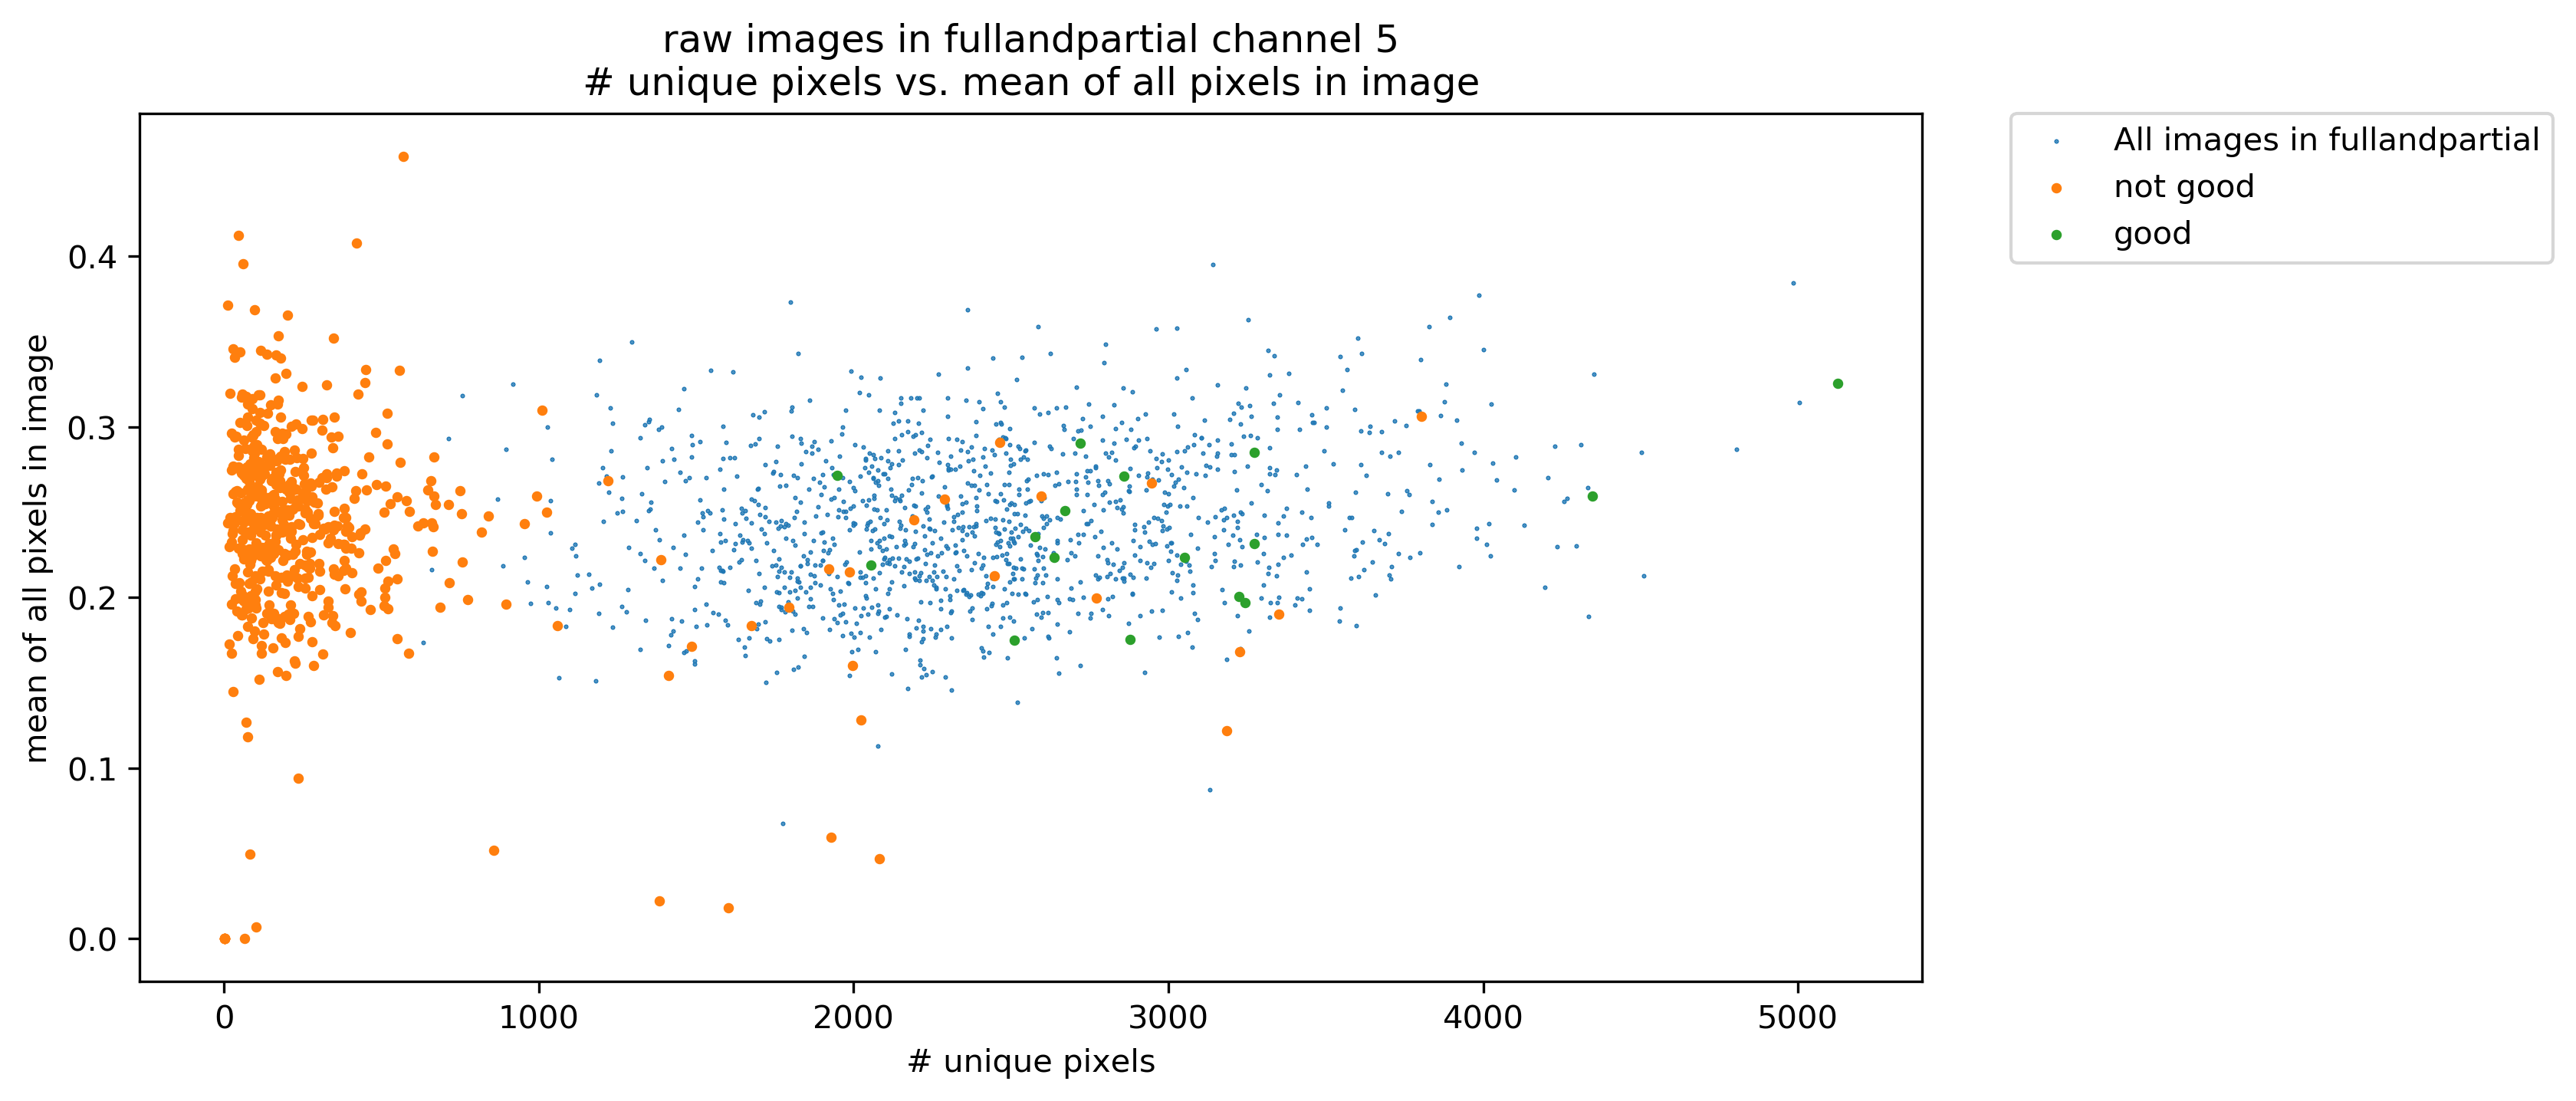 raw images in fullandpartial channel 5
# unique pixels vs. mean of all pixels in image
All images in fullandpartial
not good
good
mean of all pixels in image
0.4
0.3
0.2
0.1
0.0
0 1000 2000 3000 4000 5000
# unique pixels